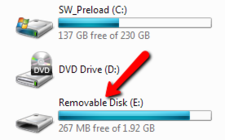 SW_Preload (C:)
137 GB free of 230 GB
DVD
DVD Drive (D:)
Removable Disk (E:)
267 MB free of 1.92 GB